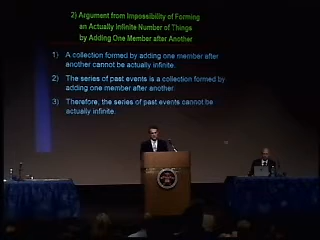 2) Argument from Impossibility of Forming
an Actually Infinite Number of Things
by Adding One Member after Another
1) A collection formed by adding one member after
another cannot be actually infinite.
2) The series of past events is a collection formed by
adding one member after another.
3) Therefore, the series of past events cannot be
actually infinite.